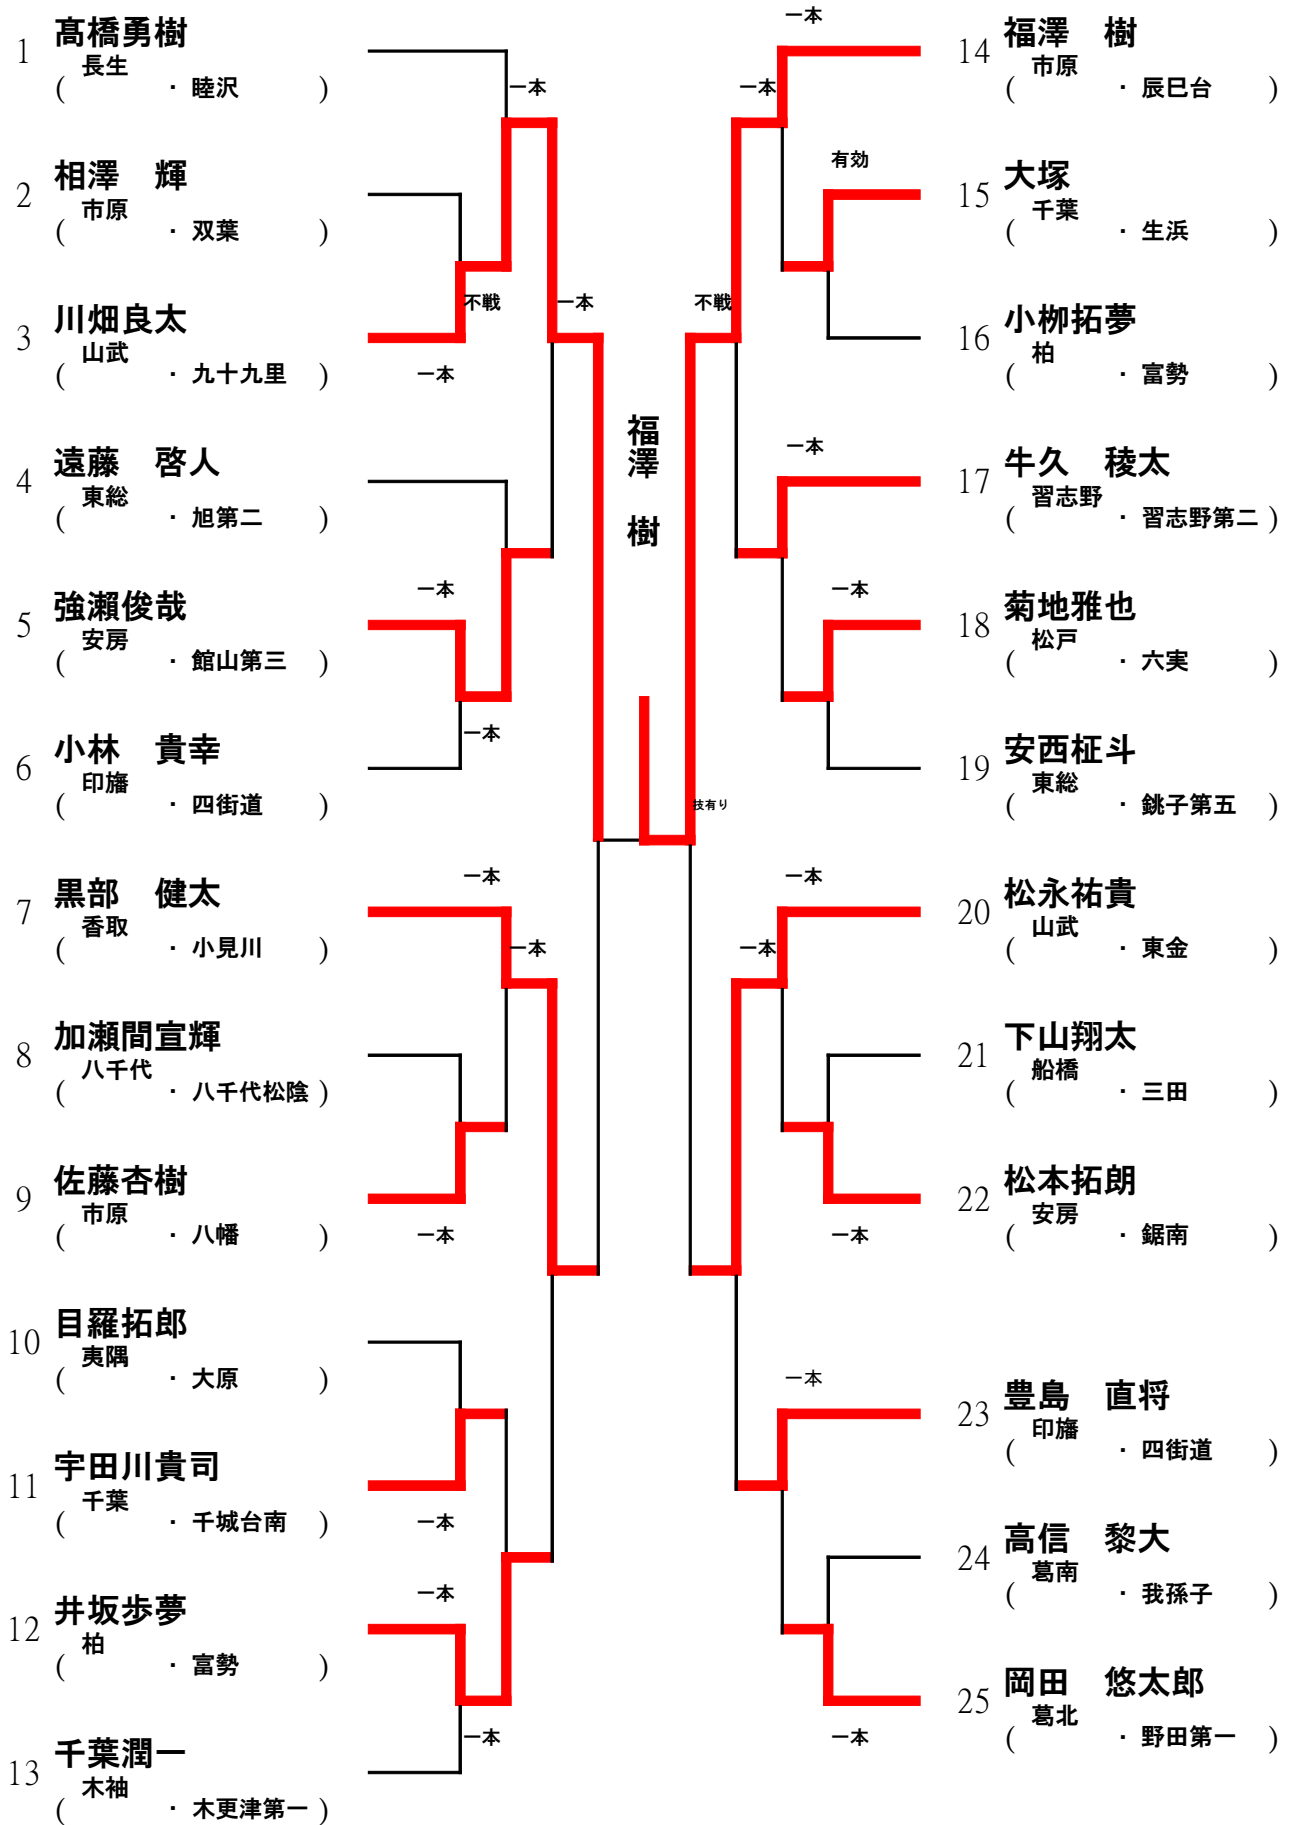 1 髙橋勇樹
長生
( ・ 睦沢 )
2 相澤　輝
市原
( ・ 双葉 )
3 川畑良太
山武
( ・ 九十九里 )
4 遠藤　啓人
東総
( ・ 旭第二 )
5 強瀬俊哉
安房
( ・ 館山第三 )
6 小林　貴幸
印旛
( ・ 四街道 )
7 黒部　健太
香取
( ・ 小見川 )
8 加瀬間宣輝
八千代
( ・ 八千代松陰 )
9 佐藤杏樹
市原
( ・ 八幡 )
10 目羅拓郎
夷隅
( ・ 大原 )
11 宇田川貴司
千葉
( ・ 千城台南 )
12 井坂歩夢
柏
( ・ 富勢 )
13 千葉潤一
木袖
( ・ 木更津第一 )
一本
不戦
一本
一本
一本
一本
一本
一本
一本
一本
一本
一本
福澤　樹
技有り
一本
一本
有効
不戦
一本
一本
一本
一本
一本
一本
一本
14 福澤　樹
市原
( ・ 辰巳台 )
15 大塚
千葉
( ・ 生浜 )
16 小栁拓夢
柏
( ・ 富勢 )
17 牛久　稜太
習志野
( ・ 習志野第二 )
18 菊地雅也
松戸
( ・ 六実 )
19 安西柾斗
東総
( ・ 銚子第五 )
20 松永祐貴
山武
( ・ 東金 )
21 下山翔太
船橋
( ・ 三田 )
22 松本拓朗
安房
( ・ 鋸南 )
23 豊島　直将
印旛
( ・ 四街道 )
24 高信　黎大
葛南
( ・ 我孫子 )
25 岡田　悠太郎
葛北
( ・ 野田第一 )